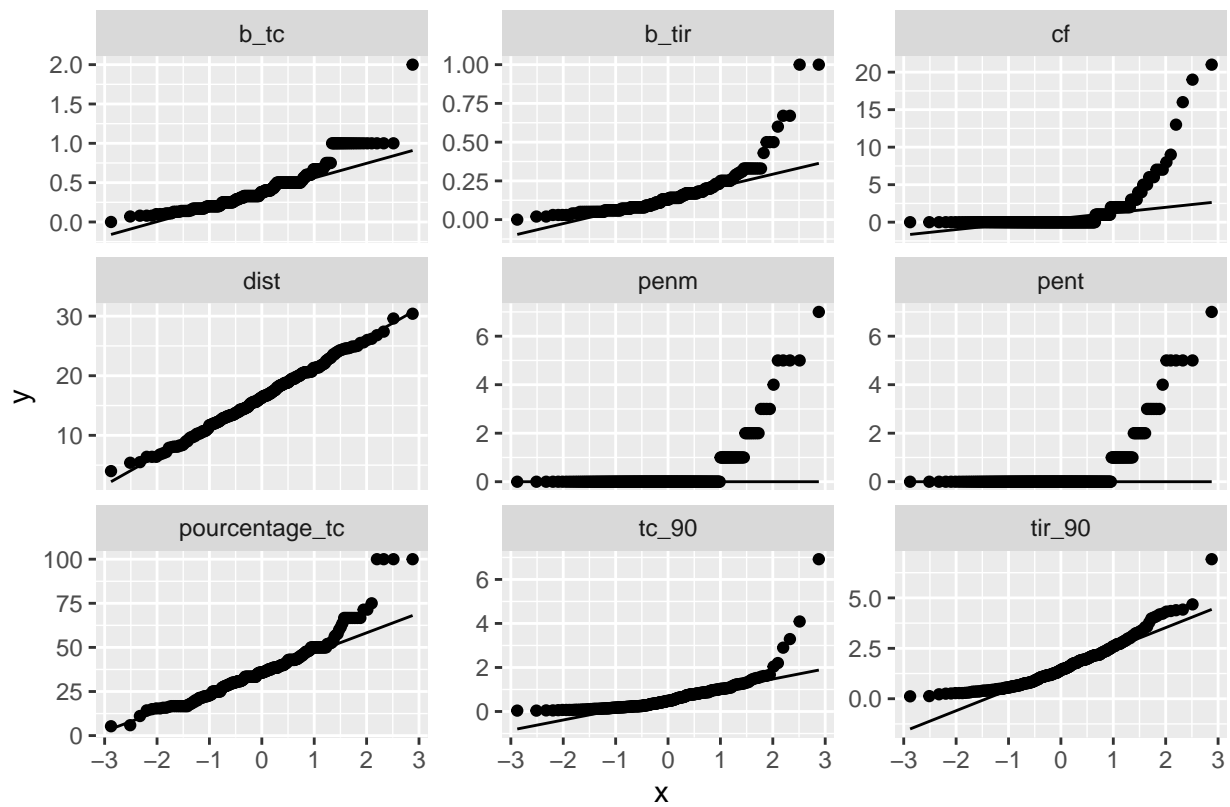 b_tc b_tir cf
2.0 1.00 20
1.5 0.75 15
1.0 0.50 10
0.5 0.25 5
0.0 0.00 0
dist penm pent
30 6 6
20 4 4
10 2 2
0 0
y
pourcentage_tc tc_90 tir_90
100 6 5.0
75 4 2.5
50 2 0.0
25 0
0
−3 −2 −1 0 1 2 3 −3 −2 −1 0 1 2 3 −3 −2 −1 0 1 2 3
x